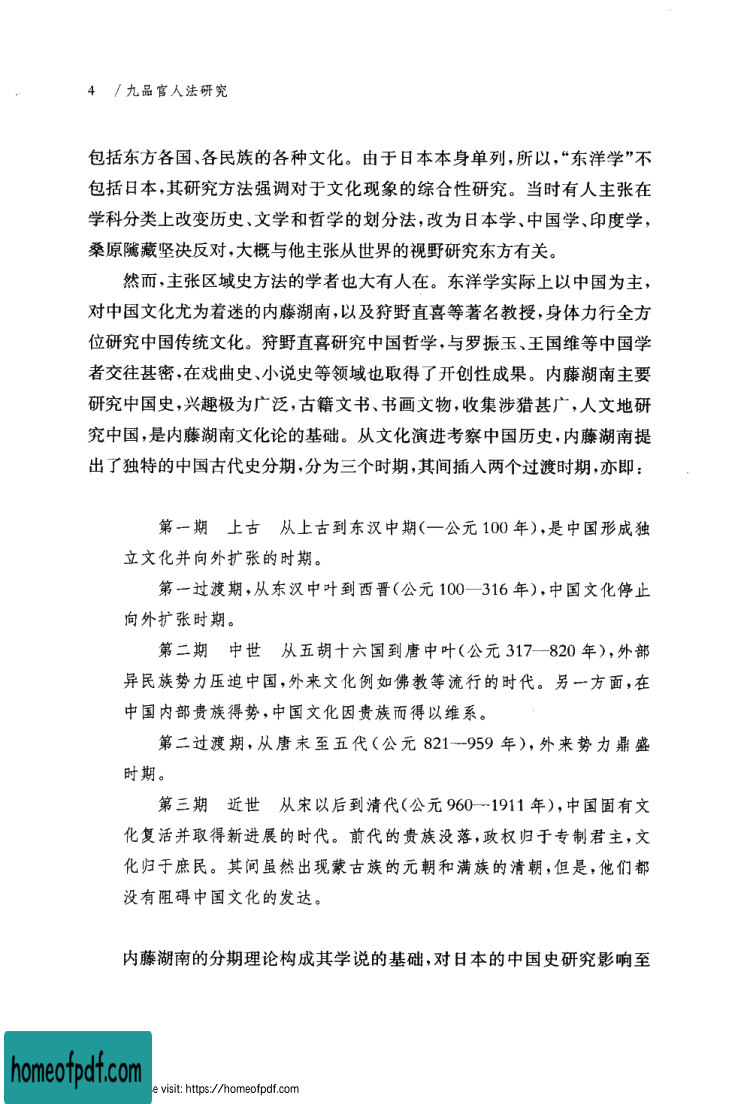 4 /九品官人法研究
包括东方各国、各民族的各种文化。由于日本本身单列,所以,“东洋学”不
包括日本,其研究方法强调对于文化现象的综合性研究。当时有人主张在
学科分类上改变历史、文学和哲学的划分法,改为日本学、中国学、印度学,
桑原隲藏坚决反对,大概与他主张从世界的视野研究东方有关。
然而,主张区域史方法的学者也大有人在。东洋学实际上以中国为主,
对中国文化尤为着迷的内藤湖南,以及狩野直喜等著名教授,身体力行全方
位研究中国传统文化。狩野直喜研究中国哲学,与罗振玉、王国维等中国学
者交往甚密,在戏曲史、小说史等领域也取得了开创性成果。内藤湖南主要
研究中国史,兴趣极为广泛,古籍文书、书画文物,收集涉猎甚广,人文地研
究中国,是内藤湖南文化论的基础。从文化演进考察中国历史,内藤湖南提
出了独特的中国古代史分期,分为三个时期,其间插入两个过渡时期,亦即:
第一期 上古 从上古到东汉中期(—公元100年),是中国形成独
立文化并向外扩张的时期。
第一过渡期,从东汉中叶到西晋(公元100—316年),中国文化停止
向外扩张时期。
第二期 中世 从五胡十六国到唐中叶(公元317—820年),外部
异民族势力压迫中国,外来文化例如佛教等流行的时代。另一方面,在
中国内部贵族得势,中国文化因贵族而得以维系。
第二过渡期,从唐末至五代(公元821—959年),外来势力鼎盛
时期。
第三期 近世 从宋以后到清代(公元960—1911年),中国固有文
化复活并取得新进展的时代。前代的贵族没落,政权归于专制君主,文
化归于庶民。其间虽然出现蒙古族的元朝和满族的清朝,但是,他们都
没有阻碍中国文化的发达。
内藤湖南的分期理论构成其学说的基础,对日本的中国史研究影响至
homeofpdf.com
e visit: https://homeofpdf.com